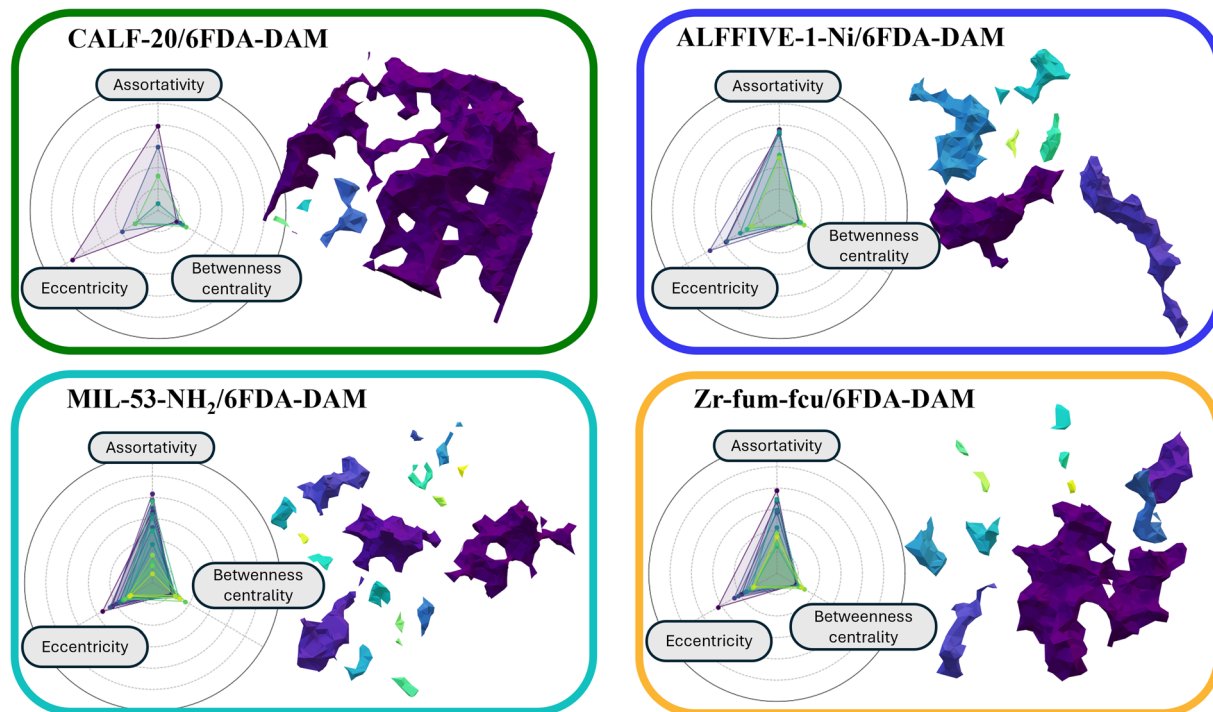 CALF-20/6FDA-DAM
Assortativity
Eccentricity
Betwenness
centrality
ALFFIVE-1-Ni/6FDA-DAM
Assortativity
Eccentricity
Betwenness
centrality
MIL-53-NH₂/6FDA-DAM
Assortativity
Eccentricity
Betwenness
centrality
Zr-fum-fcu/6FDA-DAM
Assortativity
Eccentricity
Betweenness
centrality